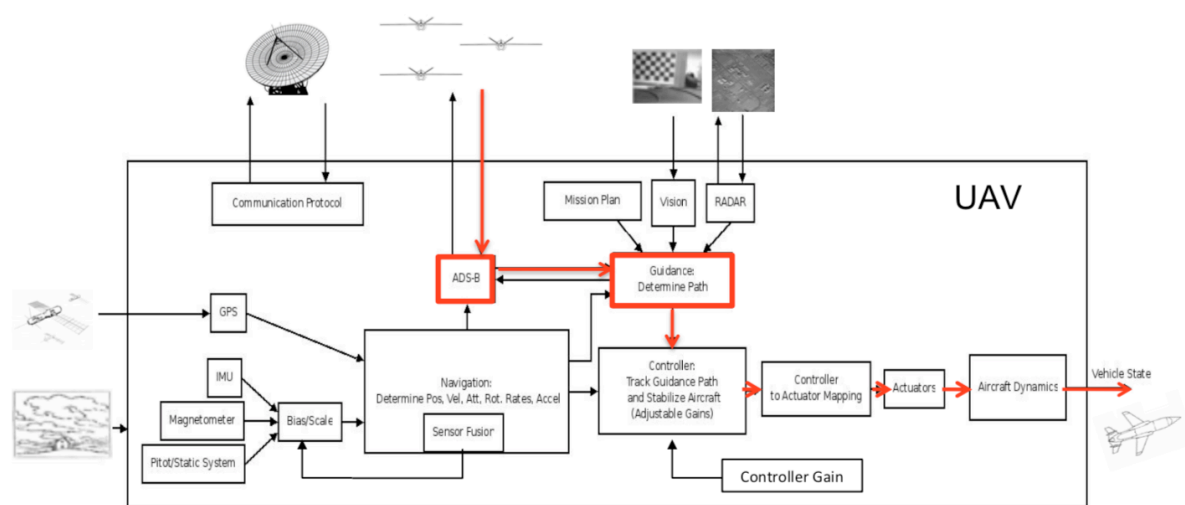 UAV
Communication Protocol
Mission Plan
Vision
RADAR
ADS-B
Guidance:
Determine Path
GPS
IMU
Magnetometer
Pitot/Static System
Bias/Scale
Navigation:
Determine Pos, Vel, Att, Rot. Rates, Accel
Sensor Fusion
Controller:
Track Guidance Path
and Stabilize Aircraft
(Adjustable Gains)
Controller
to Actuator Mapping
Actuators
Aircraft Dynamics
Vehicle State
Controller Gain